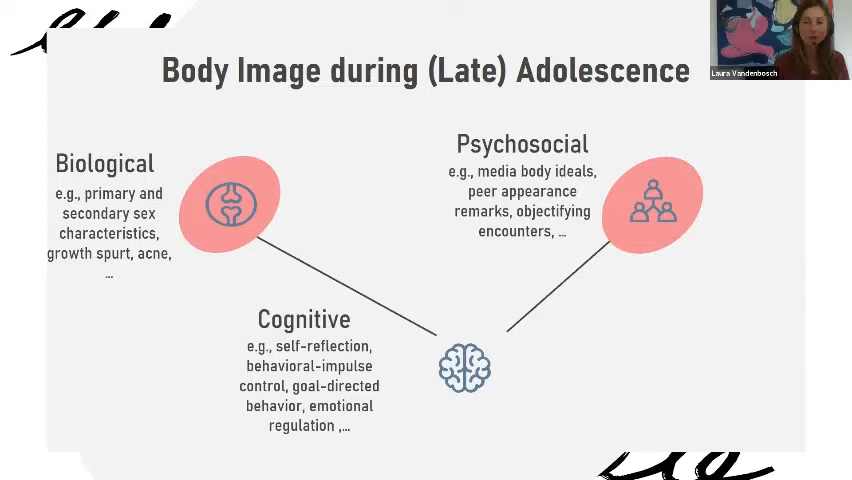 Body Image during (Late) Adolescence
Laura Vandenbosch
Biological
e.g., primary and
secondary sex
characteristics,
growth spurt, acne,
...
Psychosocial
e.g., media body ideals,
peer appearance
remarks, objectifying
encounters, ...
Cognitive
e.g., self-reflection,
behavioral-impulse
control, goal-directed
behavior, emotional
regulation ,...